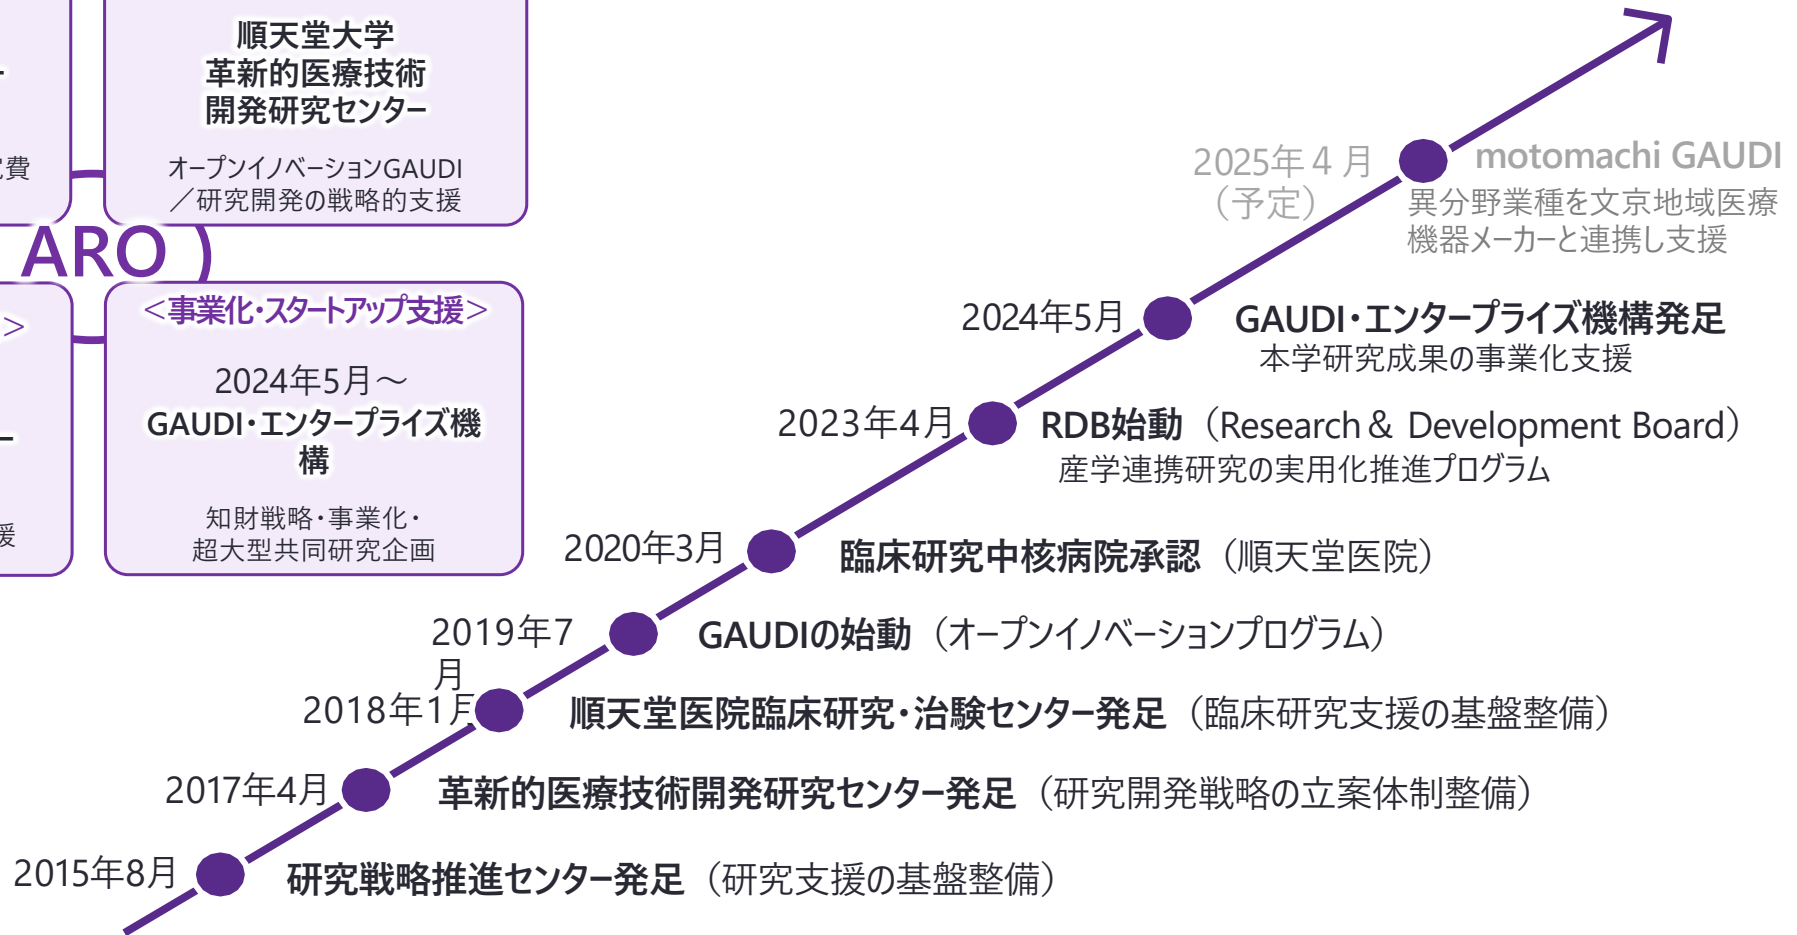 順天堂大学
革新的医療技術
開発研究センター
オープンイノベーションGAUDI
／研究開発の戦略的支援
費
ARO
＞
＜事業化・スタートアップ支援＞
2024年5月～
GAUDI・エンタープライズ機
構
知財戦略・事業化・
超大型共同研究企画
援
2025年４月
（予定）
motomachi GAUDI
異分野業種を文京地域医療
機器メーカーと連携し支援
2024年5月
GAUDI・エンタープライズ機構発足
本学研究成果の事業化支援
2023年4月
RDB始動（Research＆ Development Board）
産学連携研究の実用化推進プログラム
2020年3月
臨床研究中核病院承認（順天堂医院）
2019年7
月
GAUDIの始動（オープンイノベーションプログラム）
2018年1月
順天堂医院臨床研究・治験センター発足（臨床研究支援の基盤整備）
2017年4月
革新的医療技術開発研究センター発足（研究開発戦略の立案体制整備）
2015年8月
研究戦略推進センター発足（研究支援の基盤整備）